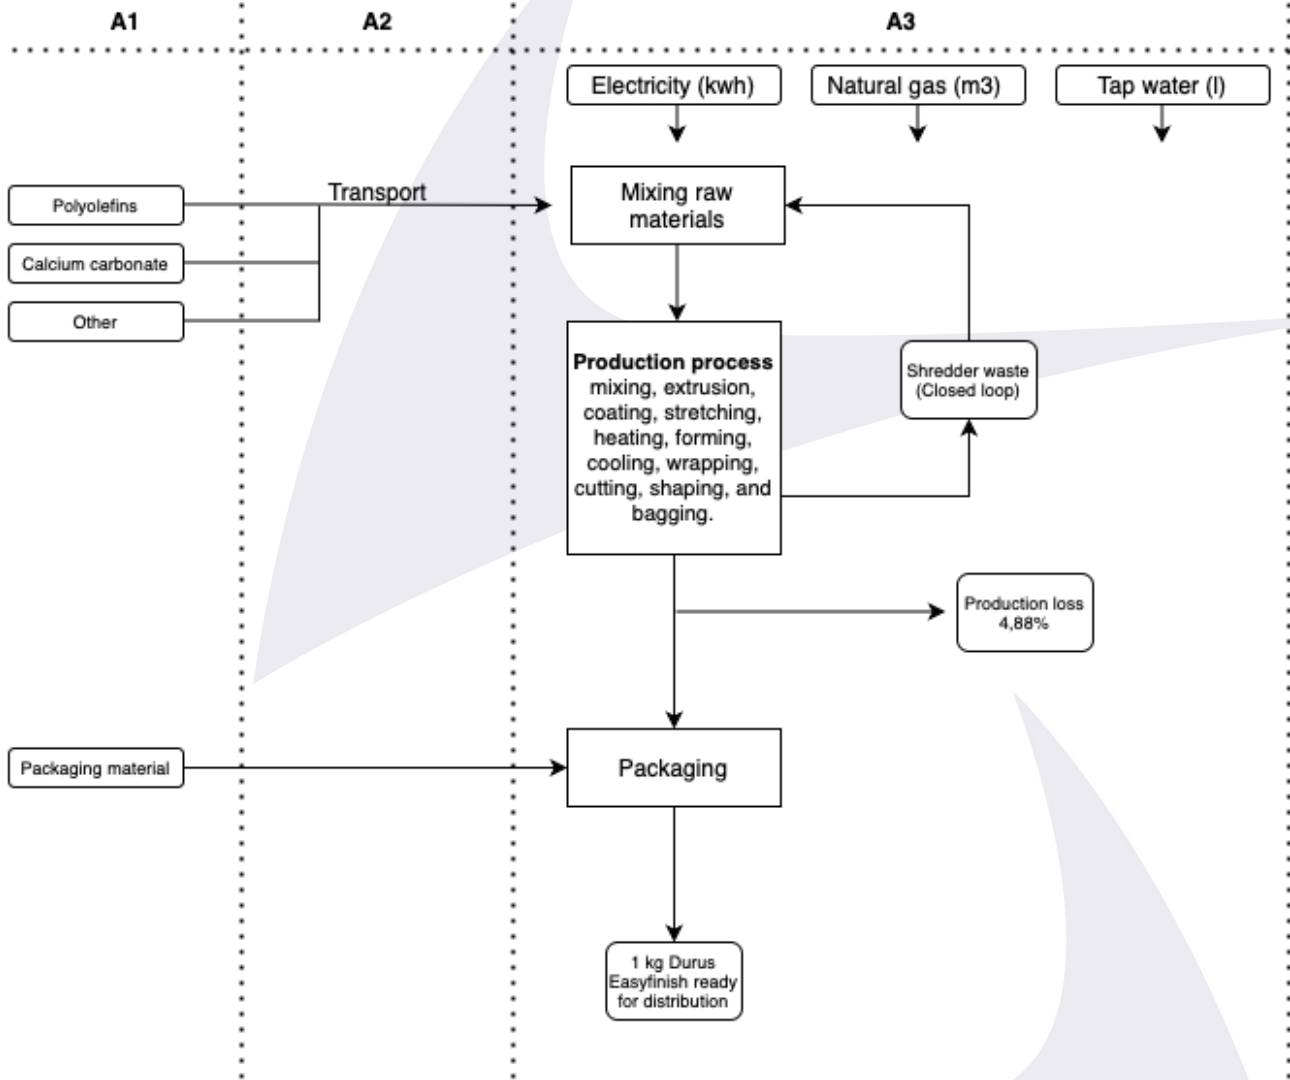 A1
A2
A3
Electricity (kwh)
Natural gas (m3)
Tap water (l)
Transport
Polyolefins
Calcium carbonate
Other
Mixing raw
materials
Production process
mixing, extrusion,
coating, stretching,
heating, forming,
cooling, wrapping,
cutting, shaping, and
bagging.
Shredder waste
(Closed loop)
Production loss
4,88%
Packaging material
Packaging
1 kg Durus
Easyfinish ready
for distribution